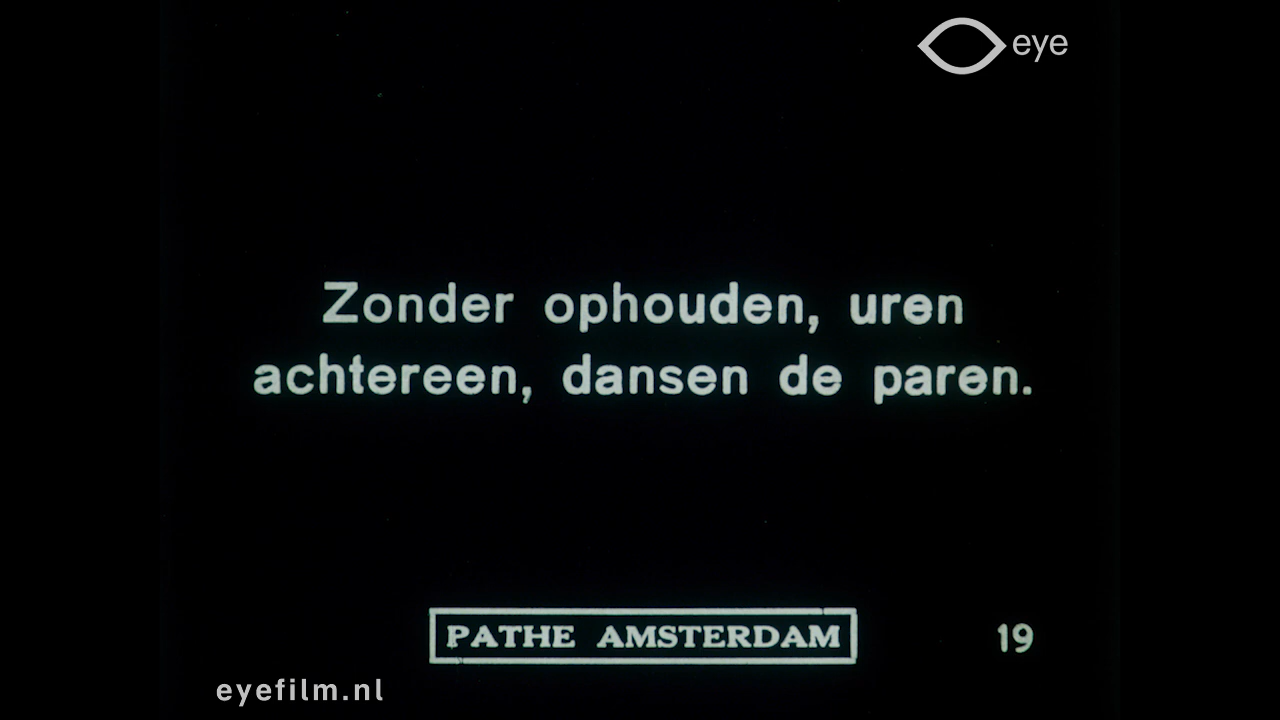 eye
Zonder ophouden, uren
achtereen, dansen de paren.
PATHE AMSTERDAM
19
eyefilm.nl